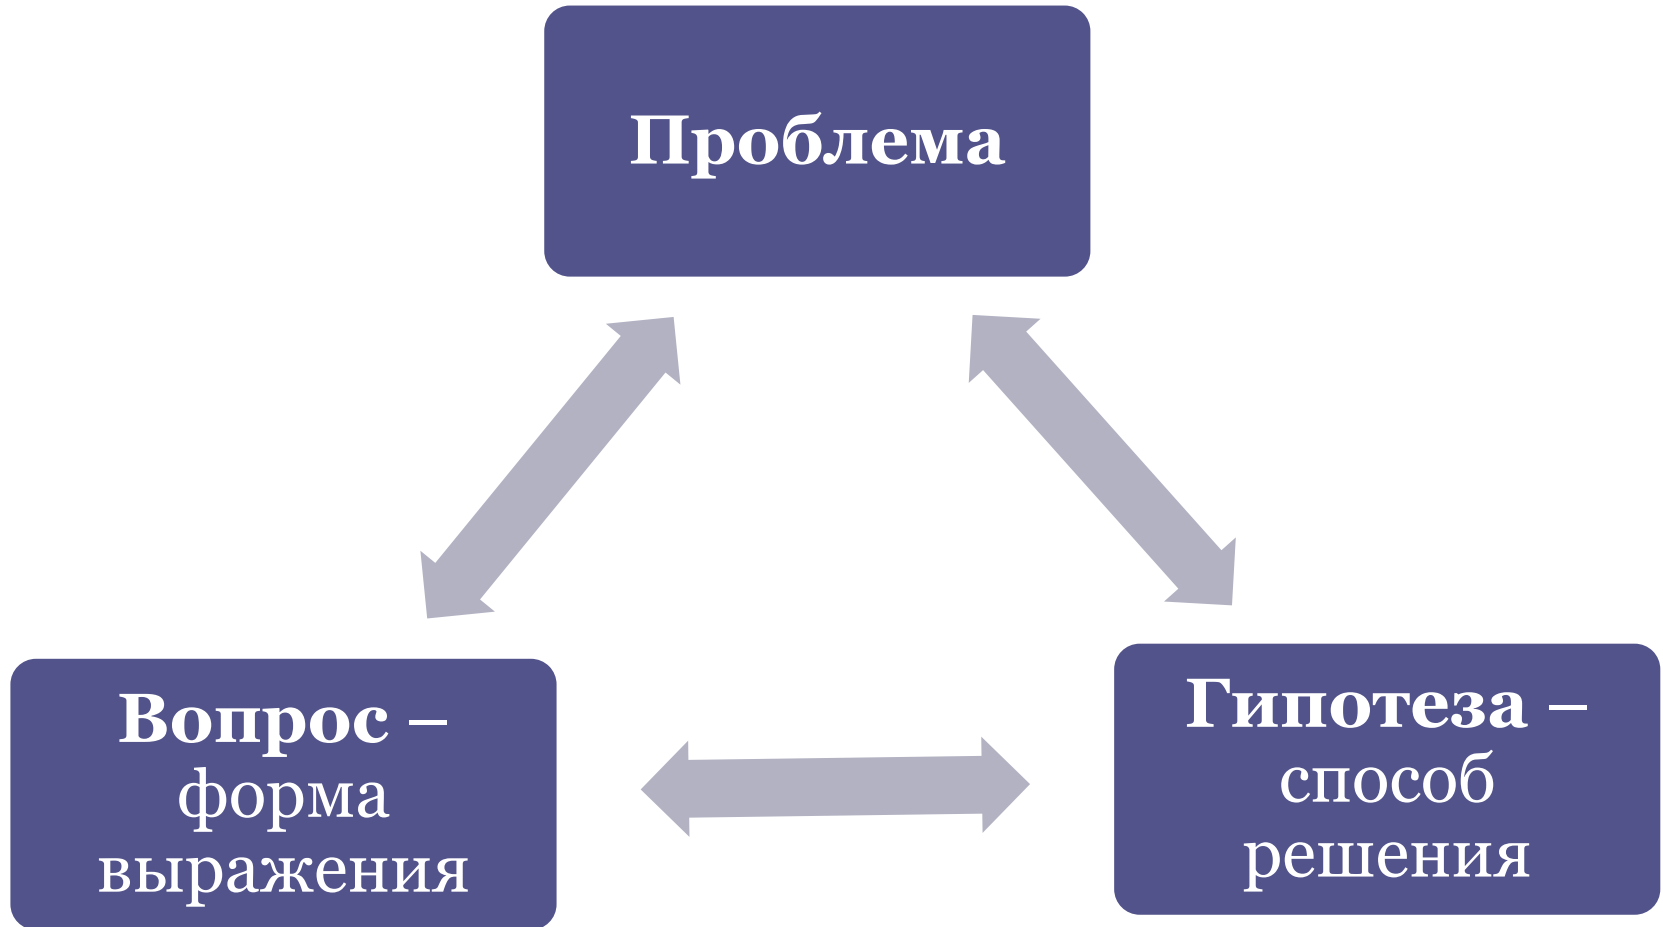 Проблема
Вопрос –
форма
выражения
Гипотеза –
способ
решения